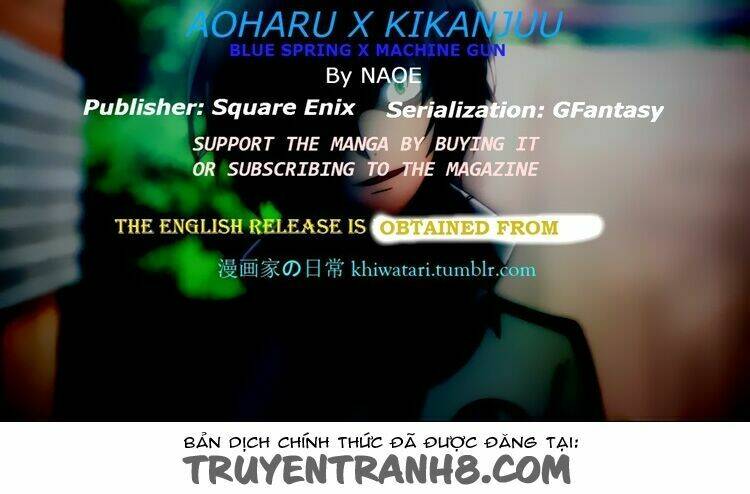 AOHARU X KIKANJUU
BLUE SPRING X MACHINE GUN
By NAOE
Publisher: Square Enix Serialization: GFantasy
SUPPORT THE MANGA BY BUYING IT
OR SUBSCRIBING TO THE MAGAZINE
THE ENGLISH RELEASE IS OBTAINED FROM
漫画家の日常 khiwatari.tumblr.com
BẢN DỊCH CHÍNH THỨC ĐÃ ĐƯỢC ĐĂNG TẠI:
TRUYENTRANH8.COM